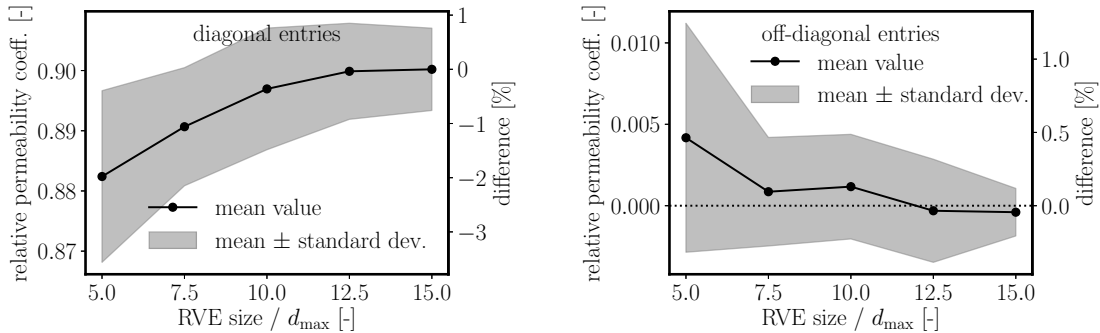 diagonal entries
relative permeability coeff. [-]
0.90
0.89
0.88
0.87
1
0
−1
−2
−3
difference [%]
mean value
mean ± standard dev.
5.0 7.5 10.0 12.5 15.0
RVE size / d_max [-]
off-diagonal entries
mean value
mean ± standard dev.
relative permeability coeff. [-]
0.010
0.005
0.000
1.0
0.5
0.0
difference [%]
5.0 7.5 10.0 12.5 15.0
RVE size / d_max [-]